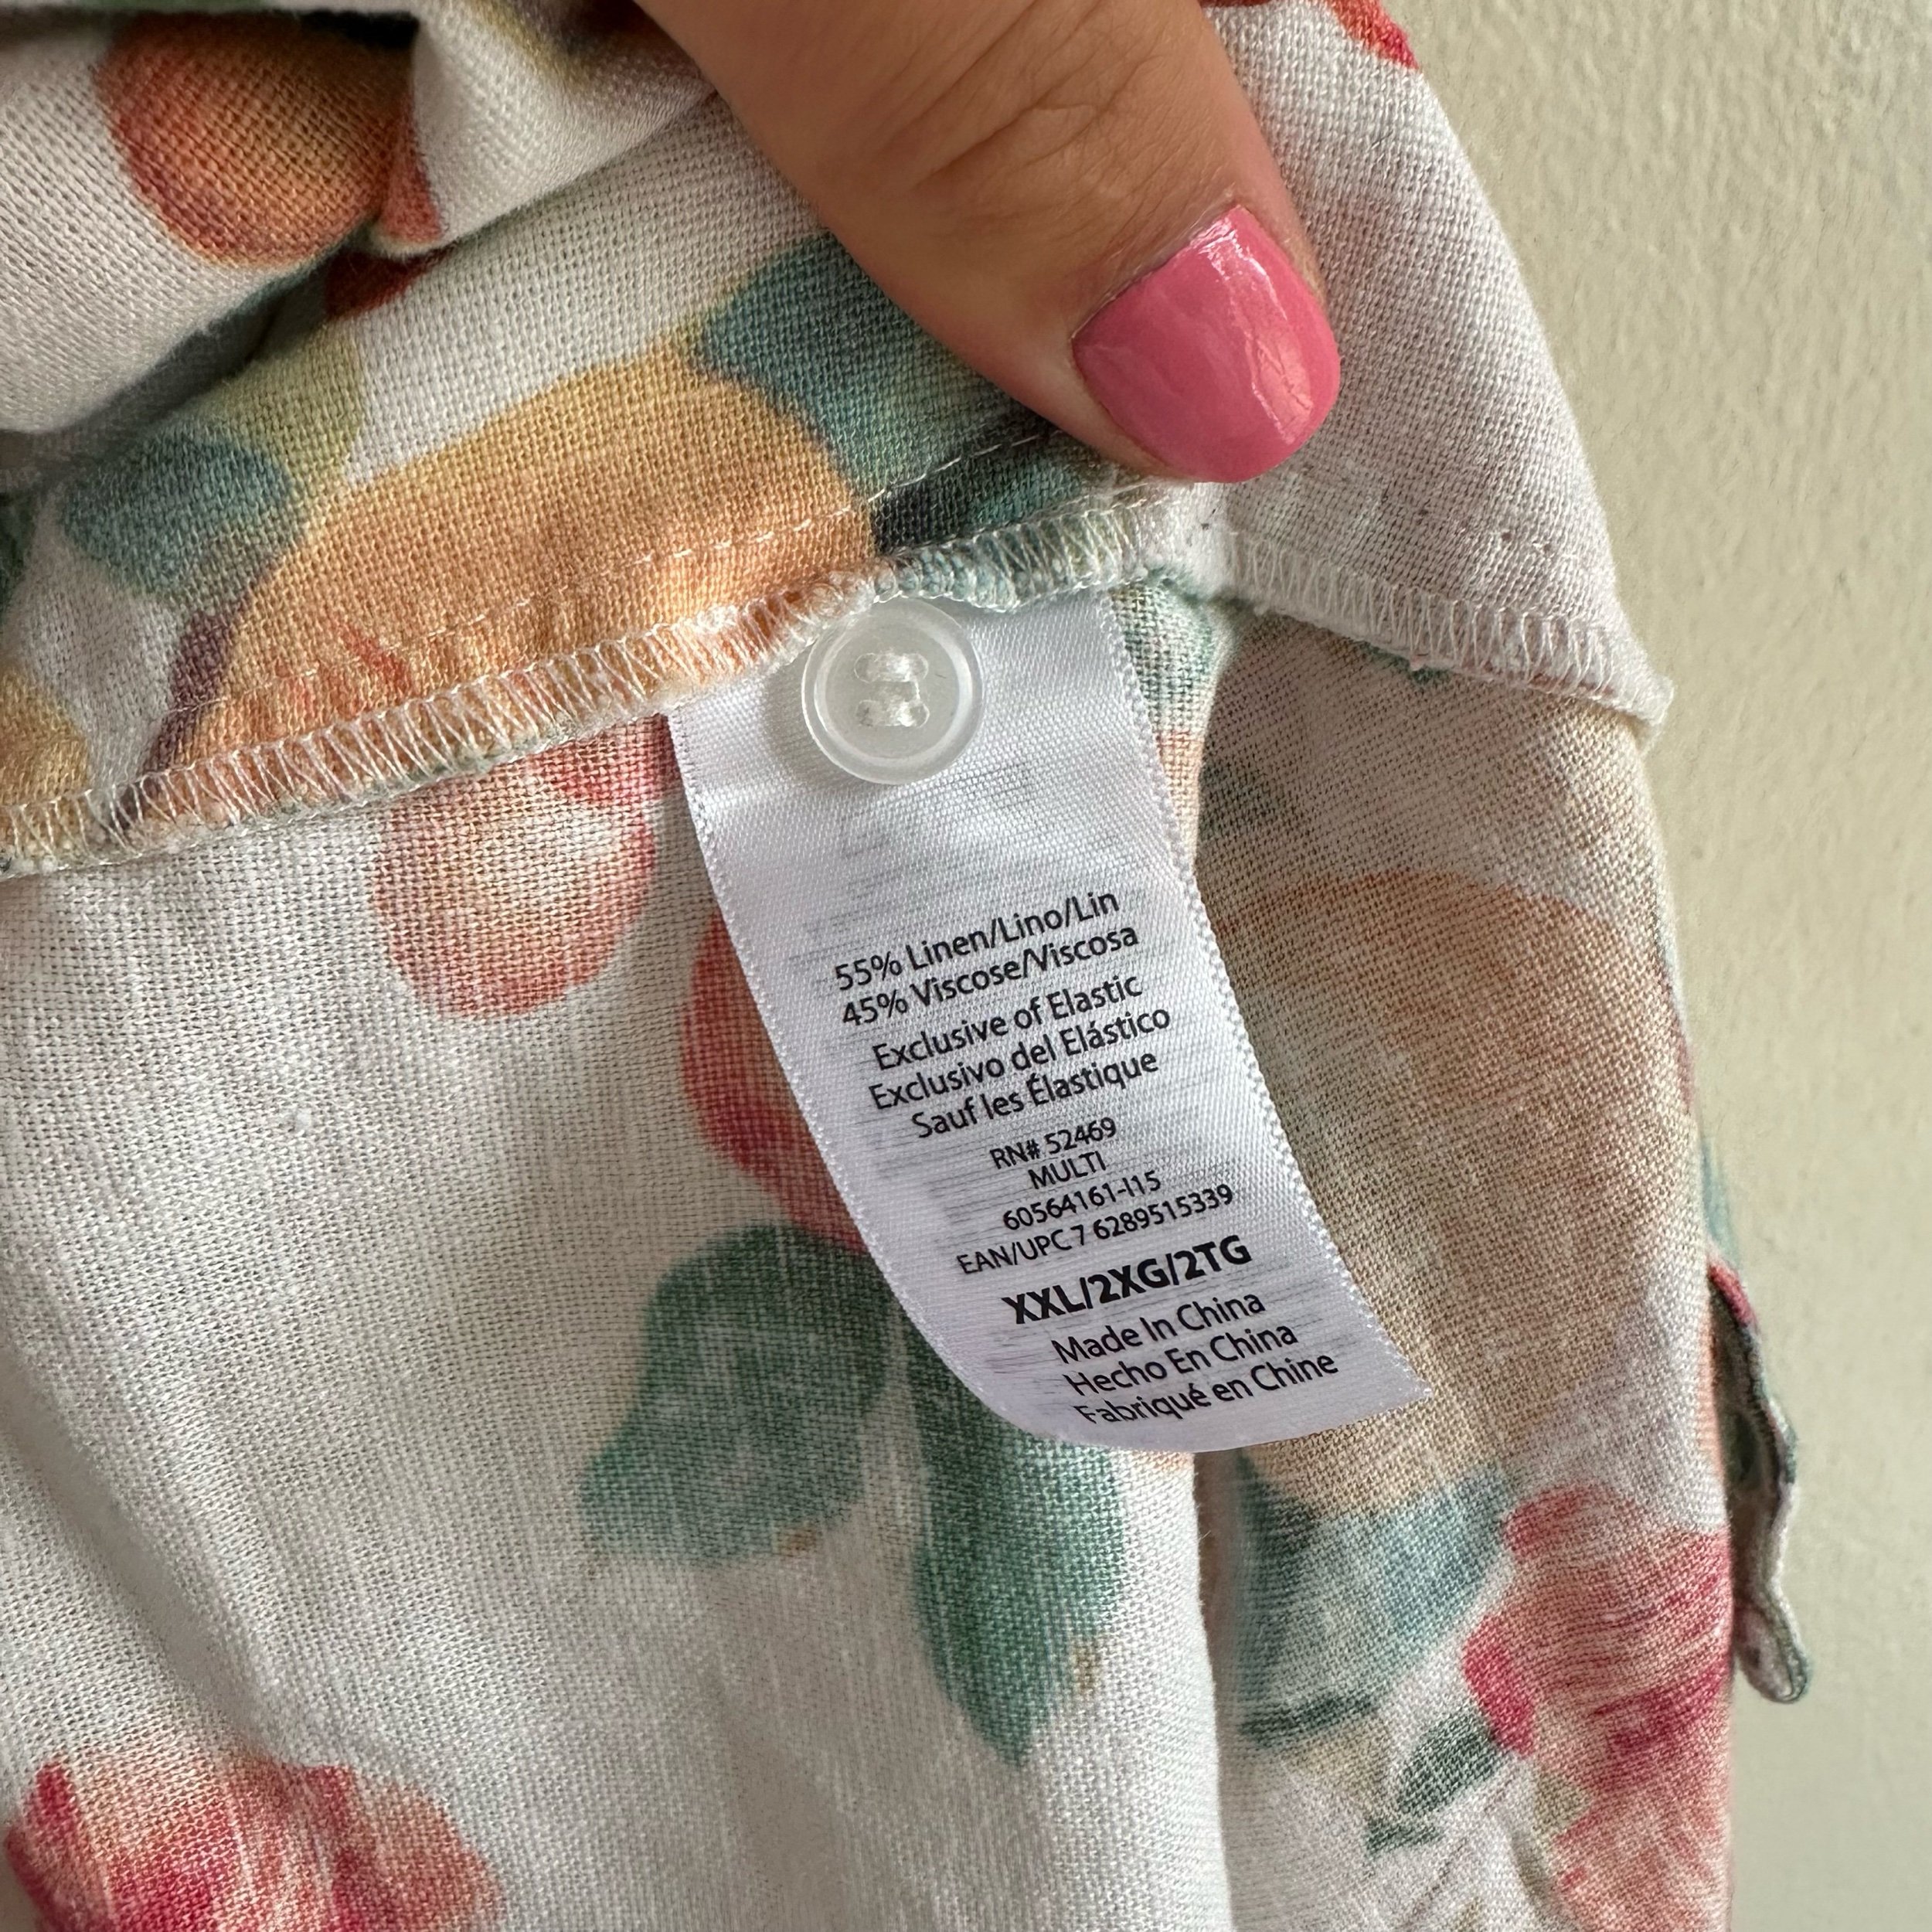 55% Linen/Lino/Lin
45% Viscose/Viscosa
Exclusive of Elastic
Exclusivo del Elástico
Sauf les Élastique
RN# 52469
MULTI
60564161-I15
EAN/UPC 7 6289515339
XXL/2XG/2TG
Made In China
Hecho En China
Fabriqué en Chine